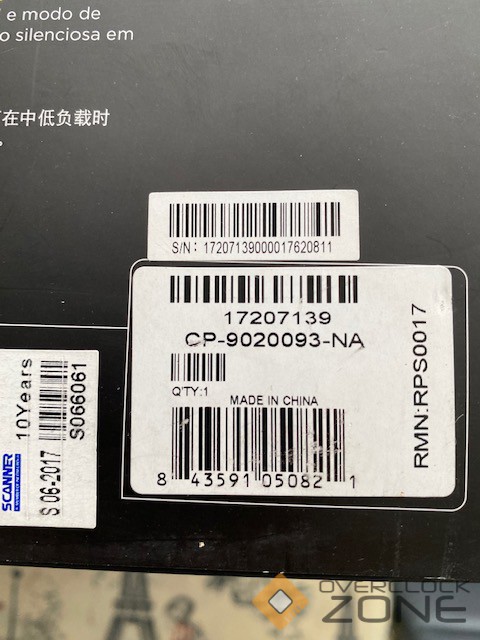 e modo de
o silenciosa em
在中低负载时
S/N: 17207139000017620811
17207139
CP-9020093-NA
Q'TY:1
MADE IN CHINA
8 43591 05082 1
RMN:RPS0017
SCANNER
S 06-2017
10Years
S066061
OVERCLOCK
ZONE